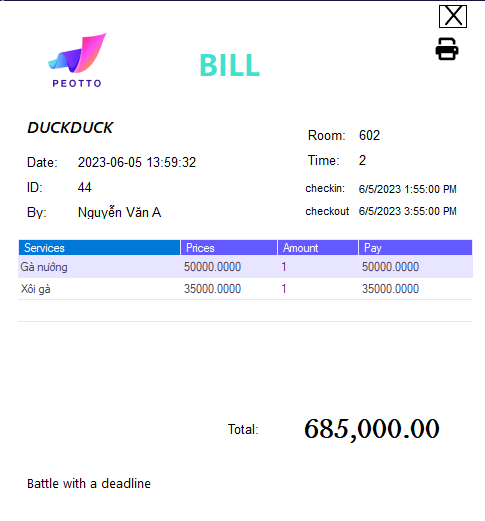 X
PEOTTO
BILL
DUCKDUCK
Room: 602
Date: 2023-06-05 13:59:32
Time: 2
ID: 44
checkin: 6/5/2023 1:55:00 PM
By: Nguyễn Văn A
checkout 6/5/2023 3:55:00 PM
Services Prices Amount Pay
Gà nướng 50000.0000 1 50000.0000
Xôi gà 35000.0000 1 35000.0000
Total: 685,000.00
Battle with a deadline